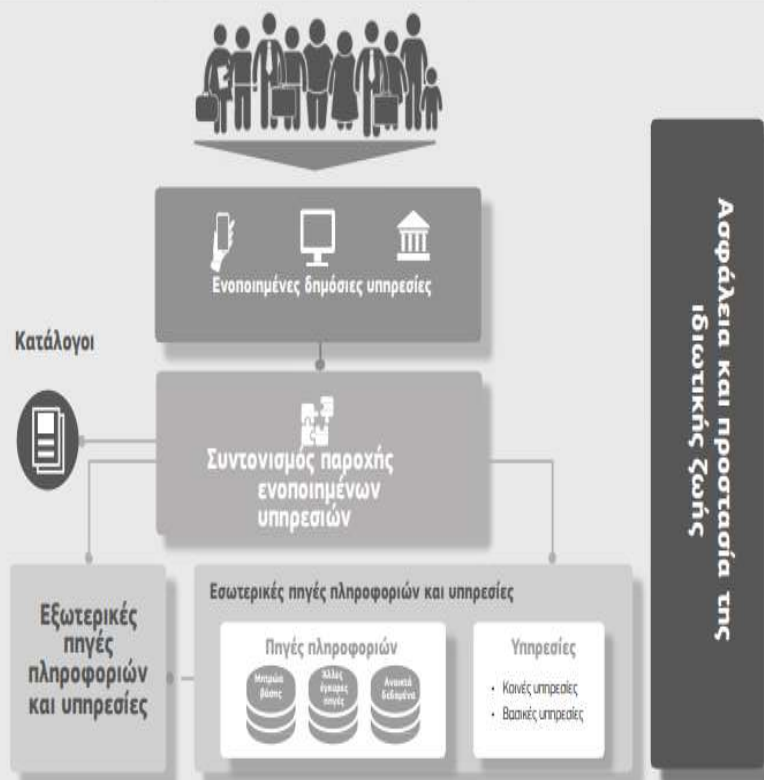 Ενοποιημένες δημόσιες υπηρεσίες
Κατάλογοι
Συντονισμός παροχής
ενοποιημένων
υπηρεσιών
Εξωτερικές
πηγές
πληροφοριών
και υπηρεσίες
Εσωτερικές πηγές πληροφοριών και υπηρεσίες
Πηγές πληροφοριών
Μητρώα
βάσης
Άλλες
έγκυρες
πηγές
Ανοικτά
δεδομένα
Υπηρεσίες
• Κοινές υπηρεσίες
• Βασικές υπηρεσίες
Ασφάλεια και προστασία της
ιδιωτικής ζωής